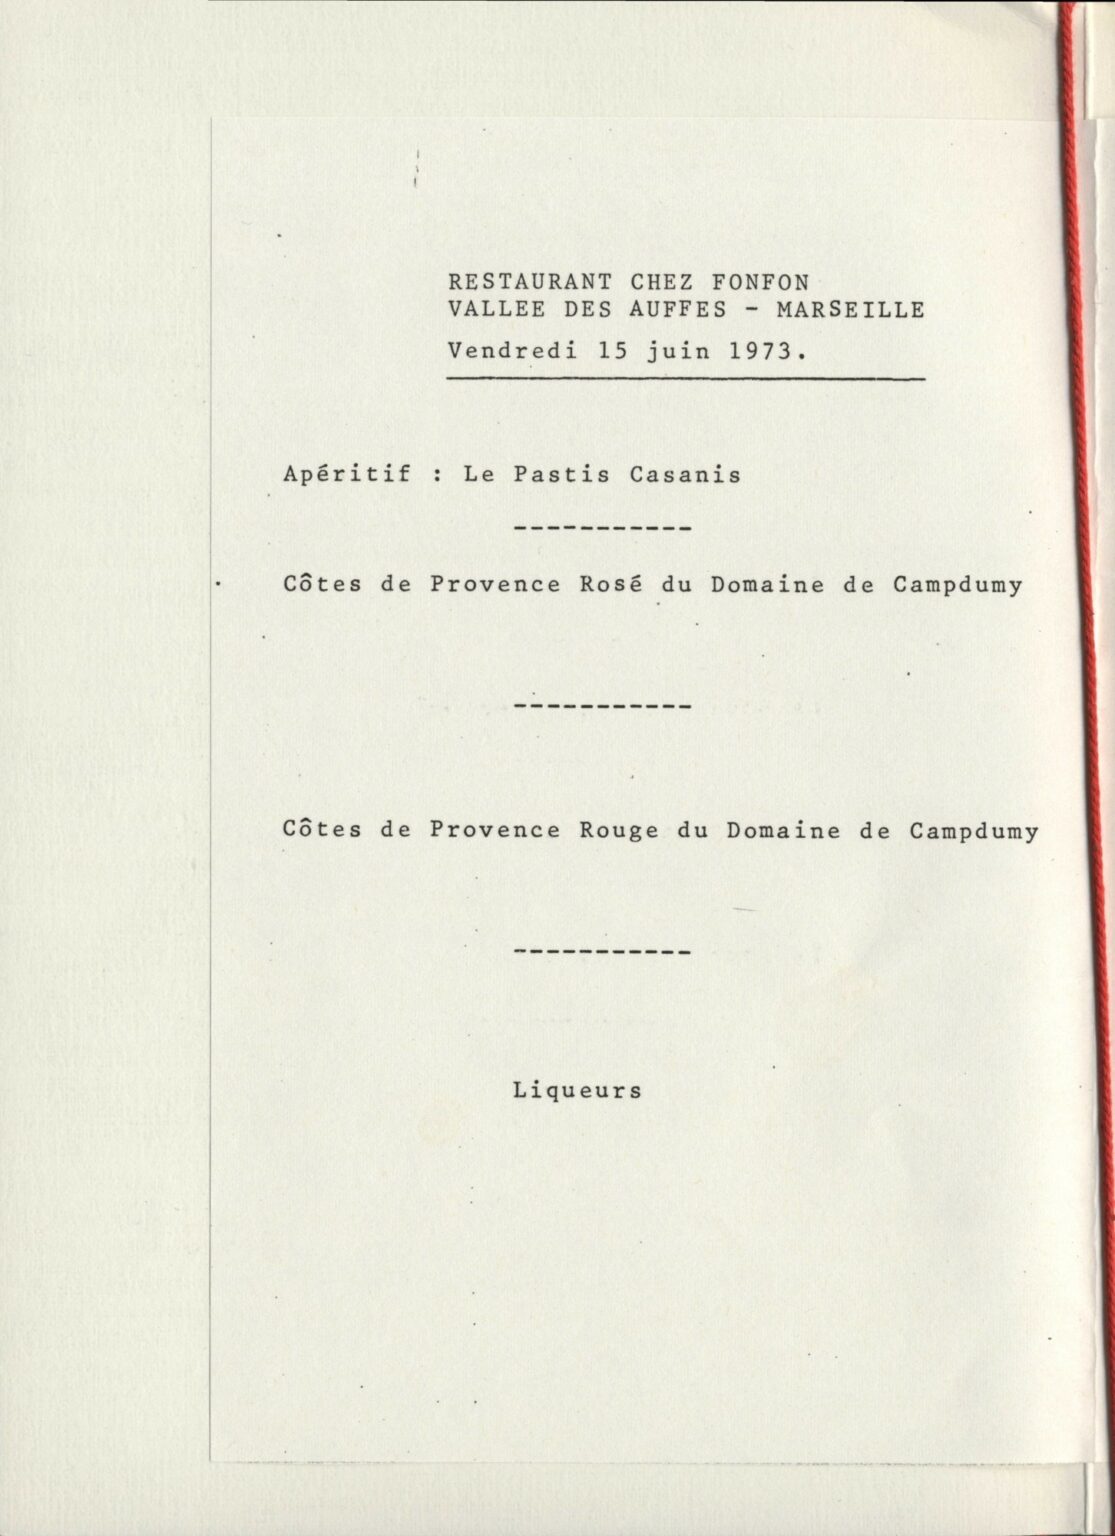 RESTAURANT CHEZ FONFON
VALLEE DES AUFFES - MARSEILLE
Vendredi 15 juin 1973.
Apéritif : Le Pastis Casanis
-----------
Côtes de Provence Rosé du Domaine de Campdumy
-----------
Côtes de Provence Rouge du Domaine de Campdumy
-----------
Liqueurs